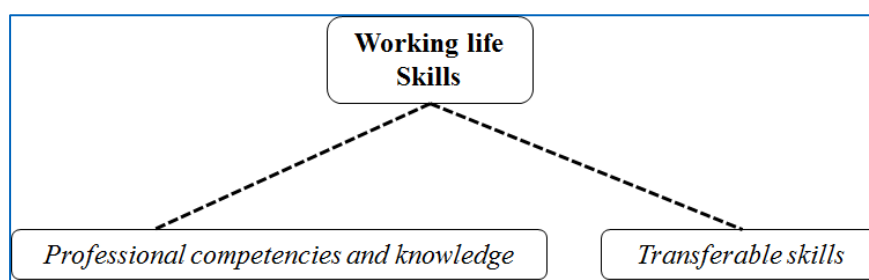 Working life
Skills
Professional competencies and knowledge
Transferable skills